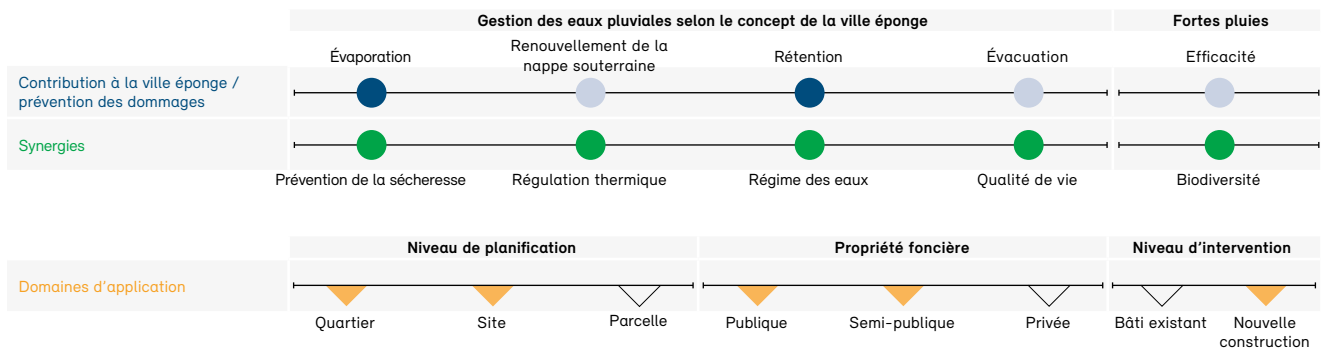 Gestion des eaux pluviales selon le concept de la ville éponge
Fortes pluies
Évaporation
Renouvellement de la
nappe souterraine
Rétention
Évacuation
Efficacité
Contribution à la ville éponge /
prévention des dommages
Synergies
Prévention de la sécheresse
Régulation thermique
Régime des eaux
Qualité de vie
Biodiversité
Niveau de planification
Propriété foncière
Niveau d’intervention
Domaines d’application
Quartier
Site
Parcelle
Publique
Semi-publique
Privée
Bâti existant
Nouvelle
construction